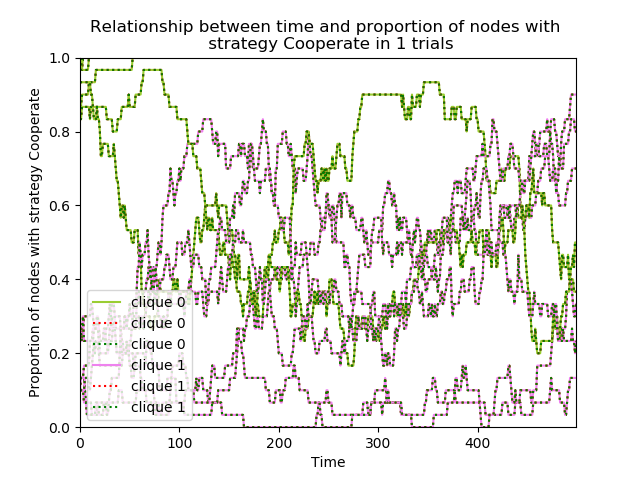 Relationship between time and proportion of nodes with
strategy Cooperate in 1 trials
Proportion of nodes with strategy Cooperate
1.0
0.8
0.6
0.4
0.2
0.0
clique 0
clique 0
clique 0
clique 1
clique 1
clique 1
0 100 200 300 400
Time